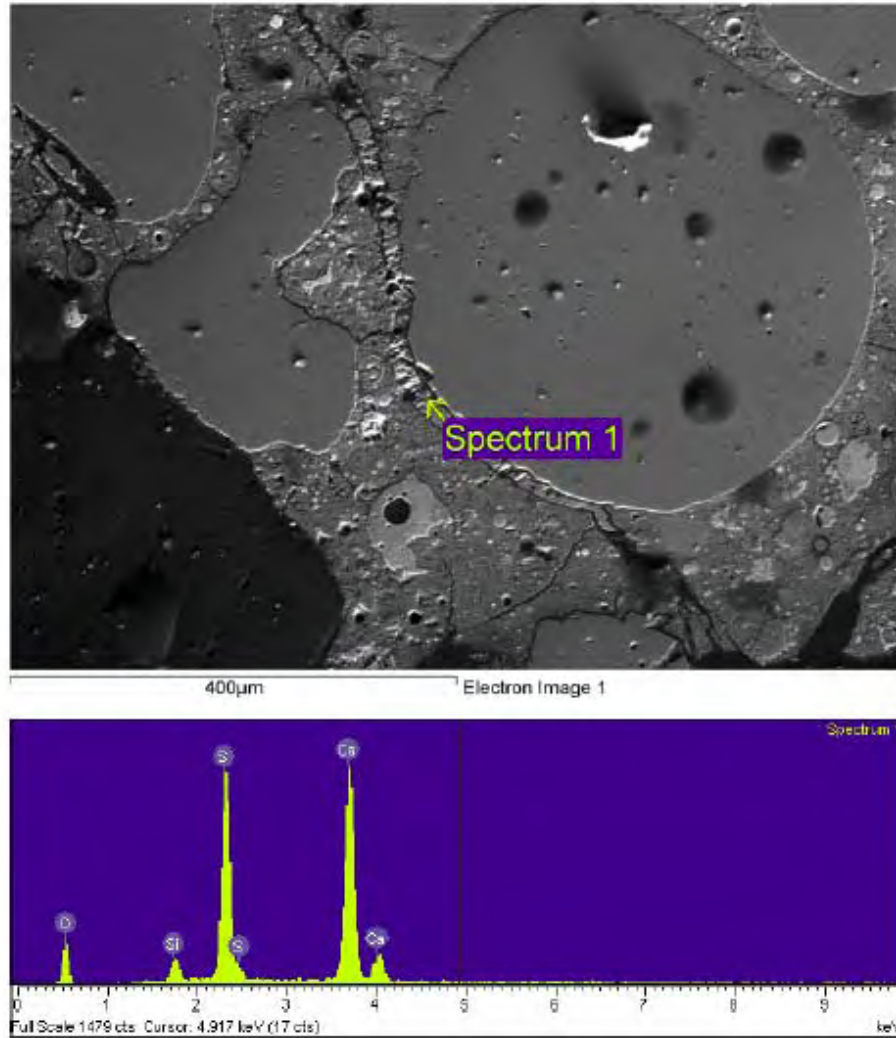 Spectrum 1
400µm
Electron Image 1
Spectrum
S
Ca
O
Si
S
Ca
0 1 2 3 4 5 6 7 8 9
Full Scale 1479 cts Cursor: 4.917 keV (17 cts)
keV